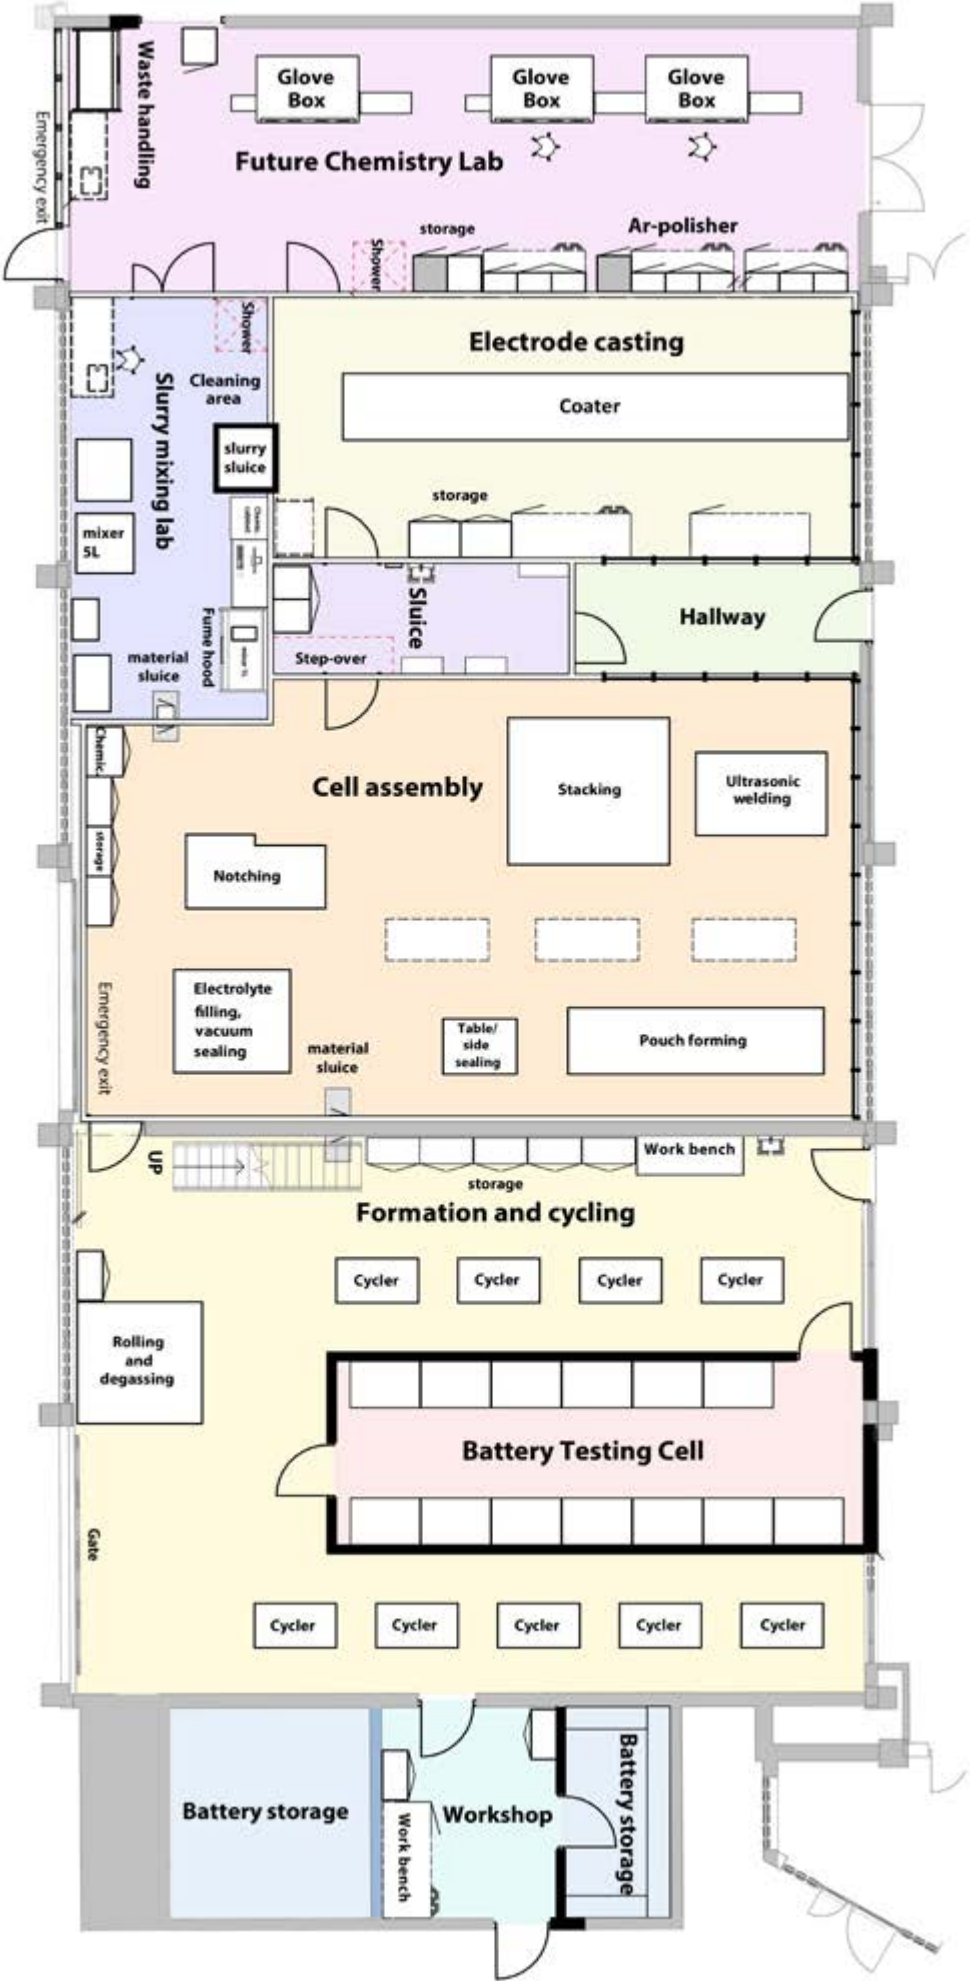 Waste handling
Glove
Box
Glove
Box
Glove
Box
Emergency exit
Future Chemistry Lab
storage
Ar-polisher
Shower
Shower
Electrode casting
Slurry mixing lab
Cleaning
area
Coater
slurry
sluice
storage
Chemic.
cabinet
mixer
5L
Sluice
Hallway
Fume hood
mixer 1L
Step-over
material
sluice
Chemic.
storage
Cell assembly
Stacking
Ultrasonic
welding
Notching
Electrolyte
filling,
vacuum
sealing
Emergency exit
material
sluice
Table/
side
sealing
Pouch forming
UP
Work bench
storage
Formation and cycling
Cycler
Cycler
Cycler
Cycler
Rolling
and
degassing
Battery Testing Cell
Gate
Cycler
Cycler
Cycler
Cycler
Cycler
Battery storage
Workshop
Work bench
Battery storage